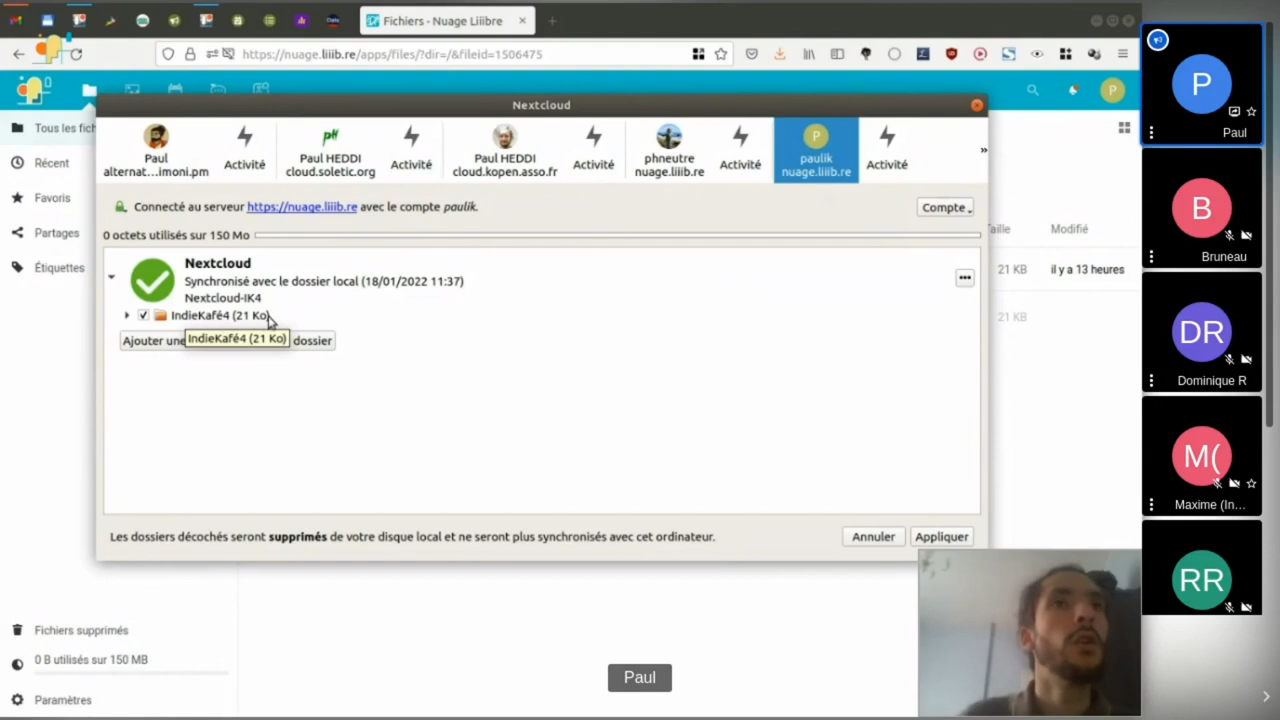 Fichiers - Nuage Liiibre
https://nuage.liiib.re/apps/files/?dir=/&fileid=1506475
Nextcloud
Tous les fich
Récent
Favoris
Partages
Étiquettes
Paul
alternat...imoni.pm
Activité
Paul HEDDI
cloud.soletic.org
Activité
Paul HEDDI
cloud.kopen.asso.fr
Activité
phneutre
nuage.liiib.re
Activité
P
paulik
nuage.liiib.re
Activité
»
Connecté au serveur https://nuage.liiib.re avec le compte paulik.
Compte
0 octets utilisés sur 150 Mo
Nextcloud
Synchronisé avec le dossier local (18/01/2022 11:37)
Nextcloud-IK4
IndieKafé4 (21 Ko)
IndieKafé4 (21 Ko)
Ajouter une
dossier
Les dossiers décochés seront supprimés de votre disque local et ne seront plus synchronisés avec cet ordinateur.
Annuler
Appliquer
P
aille
Modifié
21 KB
il y a 13 heures
21 KB
Fichiers supprimés
0 B utilisés sur 150 MB
Paramètres
Paul
P
Paul
B
Bruneau
DR
Dominique R
M(
Maxime (In...
RR